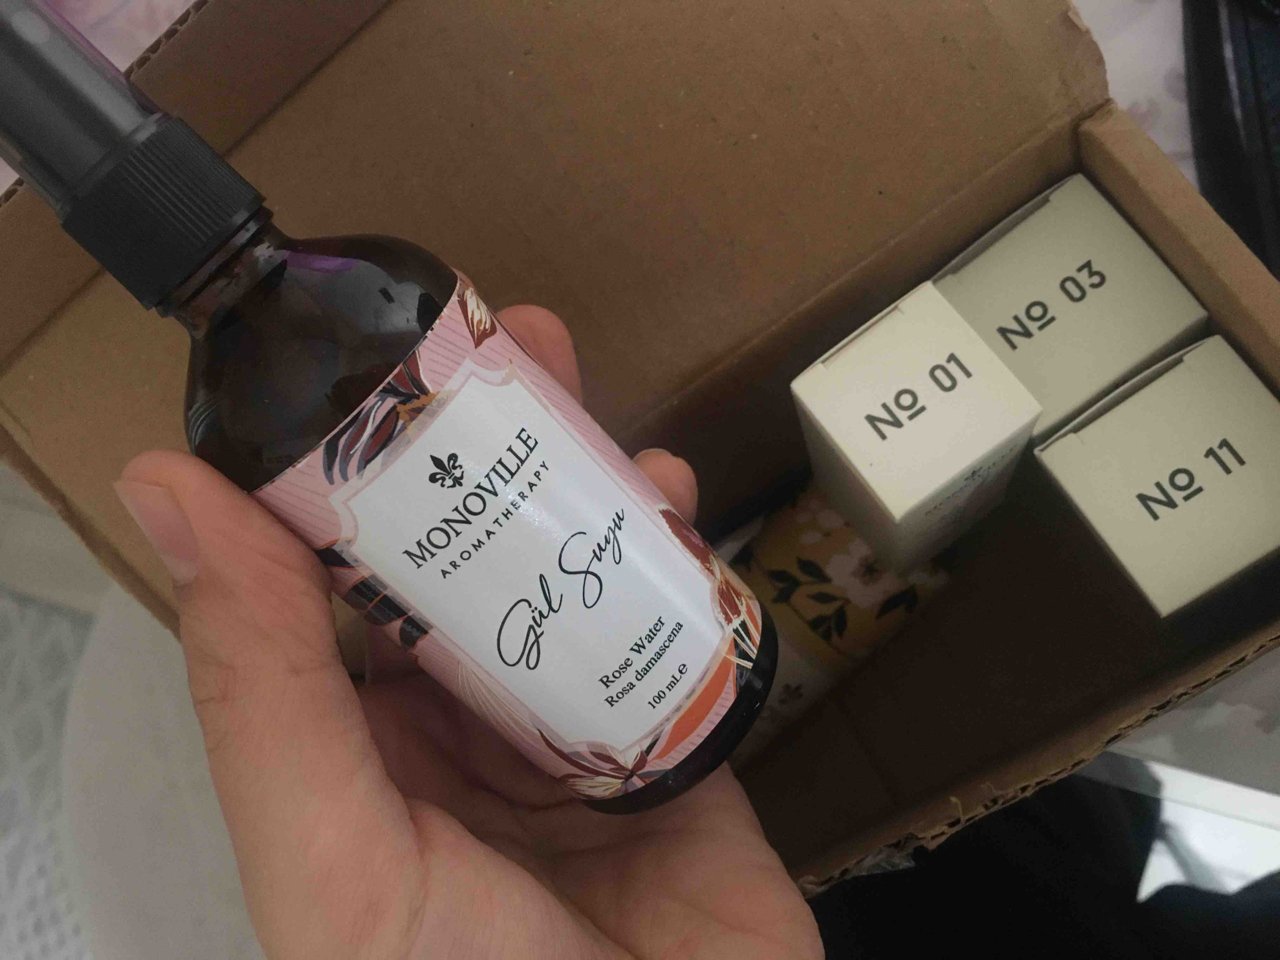 MONOVILLE
AROMATHERAPY
Gül Suyu
Rose Water
Rosa damascena
100 mL e
No 01
No 03
No 11